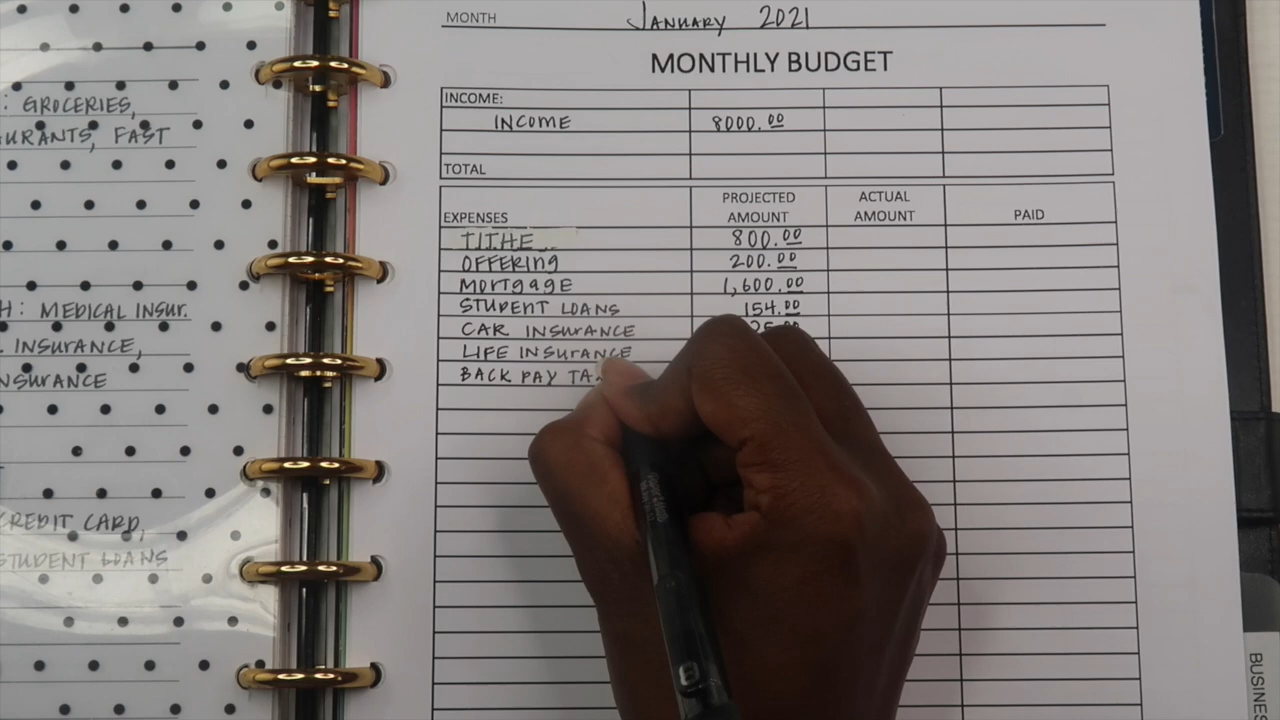 : GROCERIES,
URANTS, FAST
H: MEDICAL INSUR.
INSURANCE,
NSURANCE
CREDIT CARD,
STUDENT LOANS
MONTH JANUARY 2021
MONTHLY BUDGET
INCOME:
INCOME 8000.00
TOTAL
EXPENSES PROJECTED AMOUNT ACTUAL AMOUNT PAID
TITHE 800.00
OFFERING 200.00
MORTGAGE 1,600.00
STUDENT LOANS 154.00
CAR INSURANCE
LIFE INSURANCE
BACK PAY TA
BUSINES